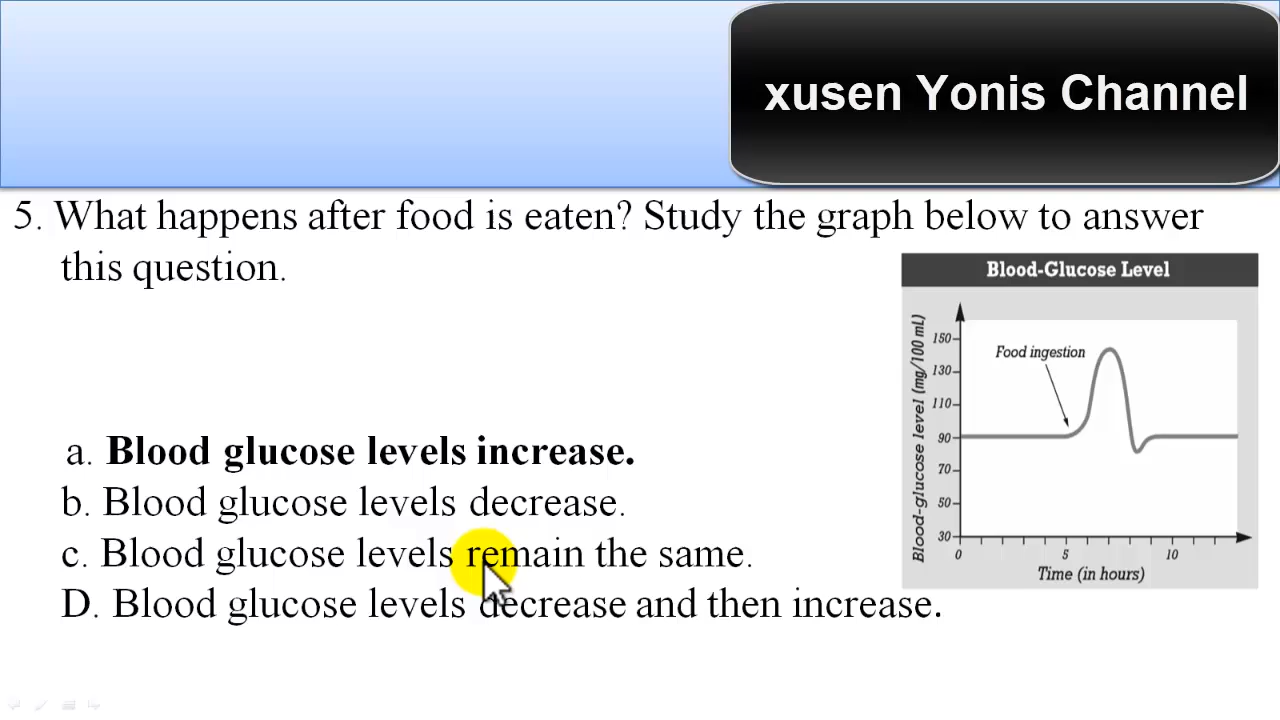 xusen Yonis Channel
5. What happens after food is eaten? Study the graph below to answer
this question.
Blood-Glucose Level
Blood-glucose level (mg/100 mL)
150
130
110
90
70
50
30
Food ingestion
0 5 10
Time (in hours)
a. Blood glucose levels increase.
b. Blood glucose levels decrease.
c. Blood glucose levels remain the same.
D. Blood glucose levels decrease and then increase.